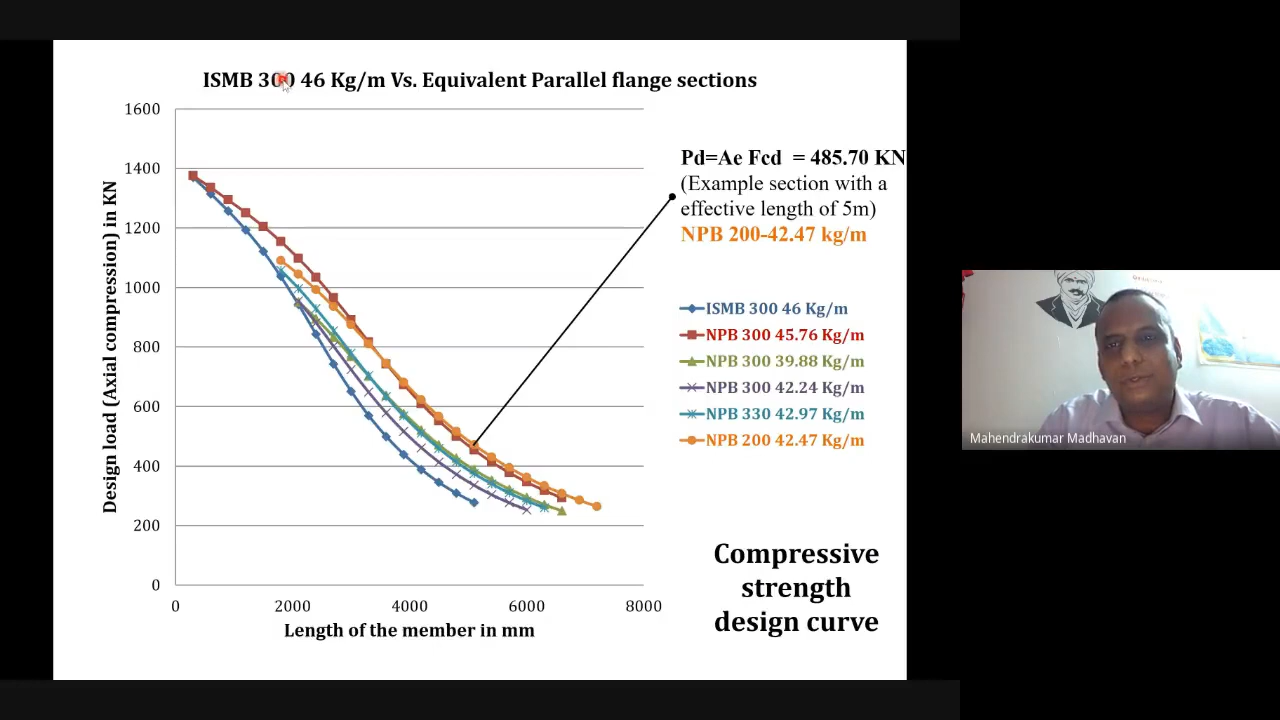 ISMB 300 46 Kg/m Vs. Equivalent Parallel flange sections
1600
1400
1200
1000
800
600
400
200
0
0 2000 4000 6000 8000
Length of the member in mm
Design load (Axial compression) in KN
Pd=Ae Fcd = 485.70 KN
(Example section with a
effective length of 5m)
NPB 200-42.47 kg/m
ISMB 300 46 Kg/m
NPB 300 45.76 Kg/m
NPB 300 39.88 Kg/m
NPB 300 42.24 Kg/m
NPB 330 42.97 Kg/m
NPB 200 42.47 Kg/m
Compressive
strength
design curve
Mahendrakumar Madhavan